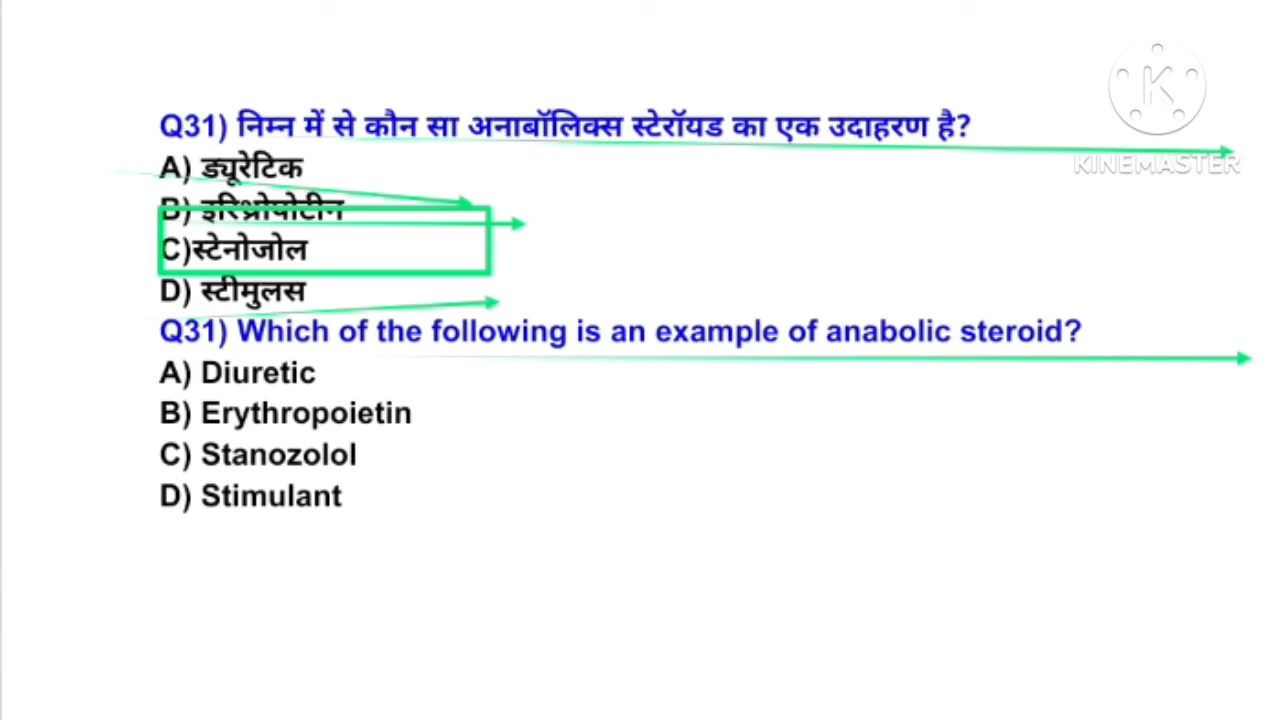 KINEMASTER
Q31) निम्न में से कौन सा अनाबॉलिक्स स्टेरॉयड का एक उदाहरण है?
A) ड्यूरेटिक
B) इरिथ्रोपोटीन
C)स्टेनोजोल
D) स्टीमुलस
Q31) Which of the following is an example of anabolic steroid?
A) Diuretic
B) Erythropoietin
C) Stanozolol
D) Stimulant